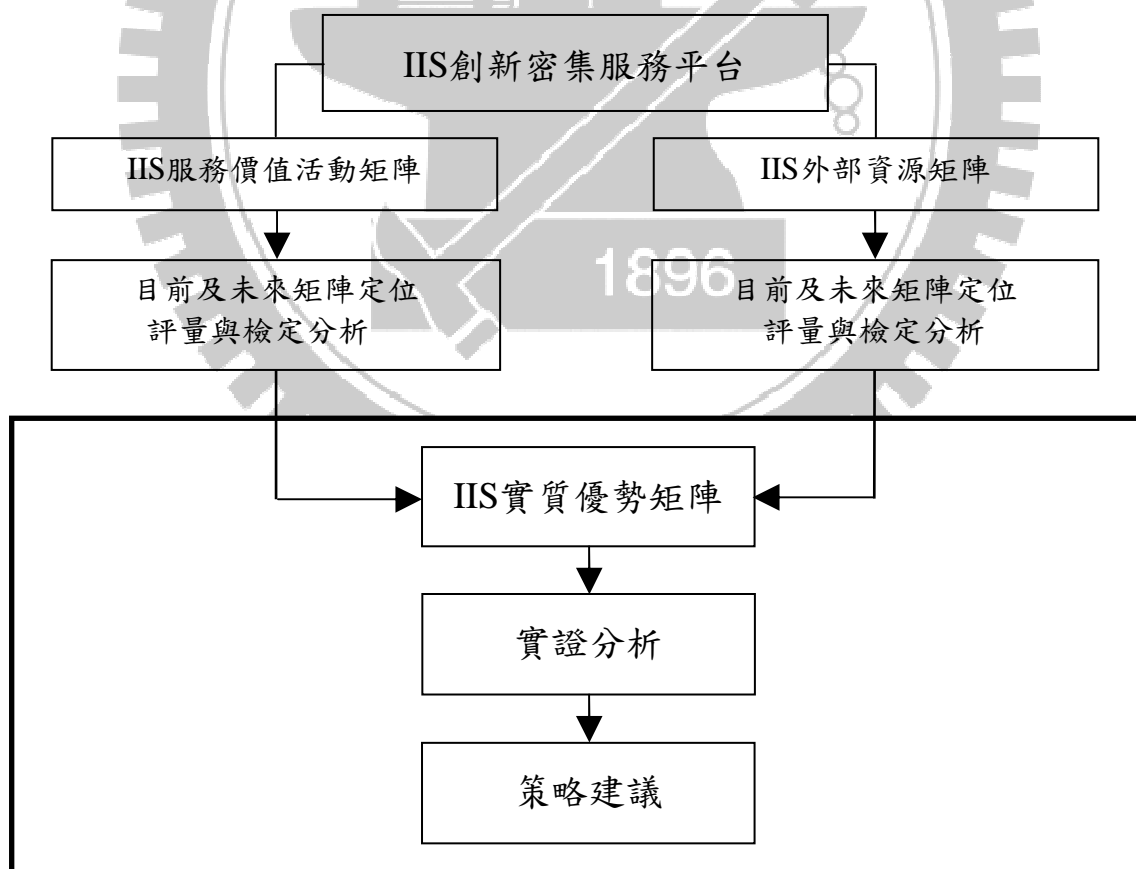 IIS創新密集服務平台
IIS服務價值活動矩陣
IIS外部資源矩陣
1896
目前及未來矩陣定位
評量與檢定分析
目前及未來矩陣定位
評量與檢定分析
IIS實質優勢矩陣
實證分析
策略建議